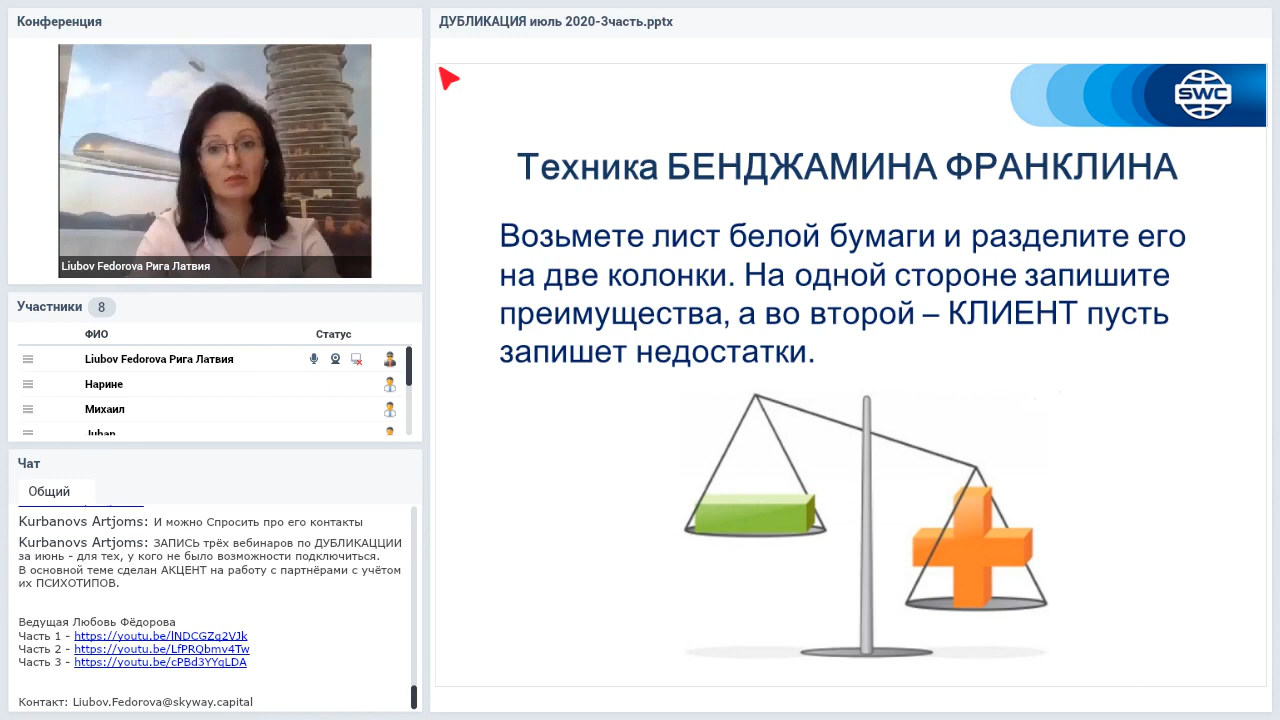 Конференция
Liubov Fedorova Рига Латвия
Участники 8
ФИО Статус
Liubov Fedorova Рига Латвия
Нарине
Михаил
Чат
Общий
Kurbanovs Artjoms: И можно Спросить про его контакты
Kurbanovs Artjoms: ЗАПИСЬ трёх вебинаров по ДУБЛИКАЦЦИИ
за июнь - для тех, у кого не было возможности подключиться.
В основной теме сделан АКЦЕНТ на работу с партнёрами с учётом
их ПСИХОТИПОВ.
Ведущая Любовь Фёдорова
Часть 1 - https://youtu.be/lNDCGZq2VJk
Часть 2 - https://youtu.be/LfPRQbmv4Tw
Часть 3 - https://youtu.be/cPBd3YYqLDA
Контакт: Liubov.Fedorova@skyway.capital
ДУБЛИКАЦИЯ июль 2020-3часть.pptx
SWC
Техника БЕНДЖАМИНА ФРАНКЛИНА
Возьмете лист белой бумаги и разделите его
на две колонки. На одной стороне запишите
преимущества, а во второй – КЛИЕНТ пусть
запишет недостатки.